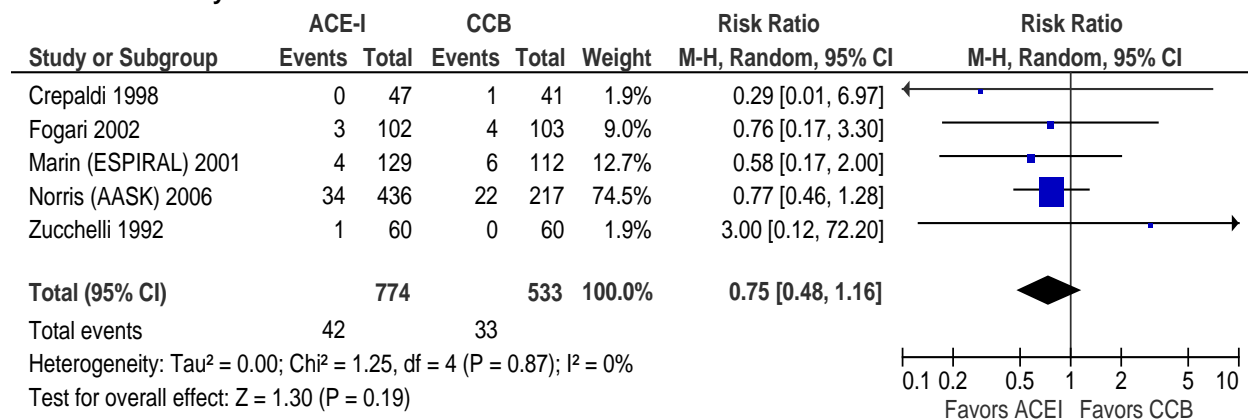 ACE-I CCB Risk Ratio Risk Ratio
Study or Subgroup Events Total Events Total Weight M-H, Random, 95% CI M-H, Random, 95% CI
Crepaldi 1998 0 47 1 41 1.9% 0.29 [0.01, 6.97]
Fogari 2002 3 102 4 103 9.0% 0.76 [0.17, 3.30]
Marin (ESPIRAL) 2001 4 129 6 112 12.7% 0.58 [0.17, 2.00]
Norris (AASK) 2006 34 436 22 217 74.5% 0.77 [0.46, 1.28]
Zucchelli 1992 1 60 0 60 1.9% 3.00 [0.12, 72.20]
Total (95% CI) 774 533 100.0% 0.75 [0.48, 1.16]
Total events 42 33
Heterogeneity: Tau² = 0.00; Chi² = 1.25, df = 4 (P = 0.87); I² = 0%
Test for overall effect: Z = 1.30 (P = 0.19)
0.1 0.2 0.5 1 2 5 10
Favors ACEI Favors CCB